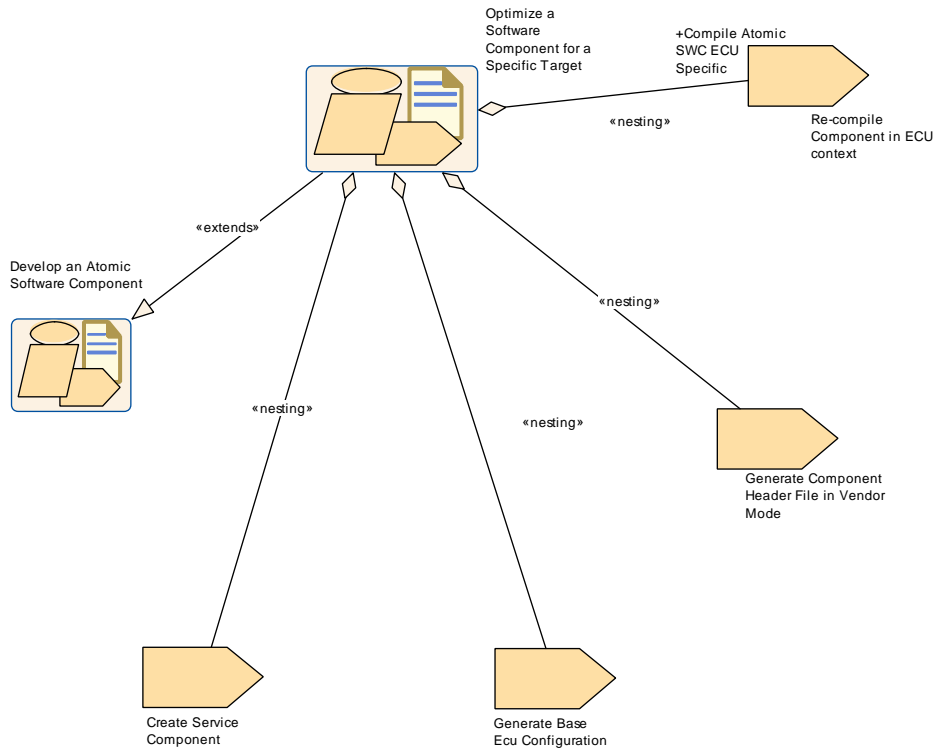 Optimize a
Software
Component for a
Specific Target
+Compile Atomic
SWC ECU
Specific
«nesting»
Re-compile
Component in ECU
context
«extends»
Develop an Atomic
Software Component
«nesting»
«nesting»
«nesting»
Generate Component
Header File in Vendor
Mode
Create Service
Component
Generate Base
Ecu Configuration